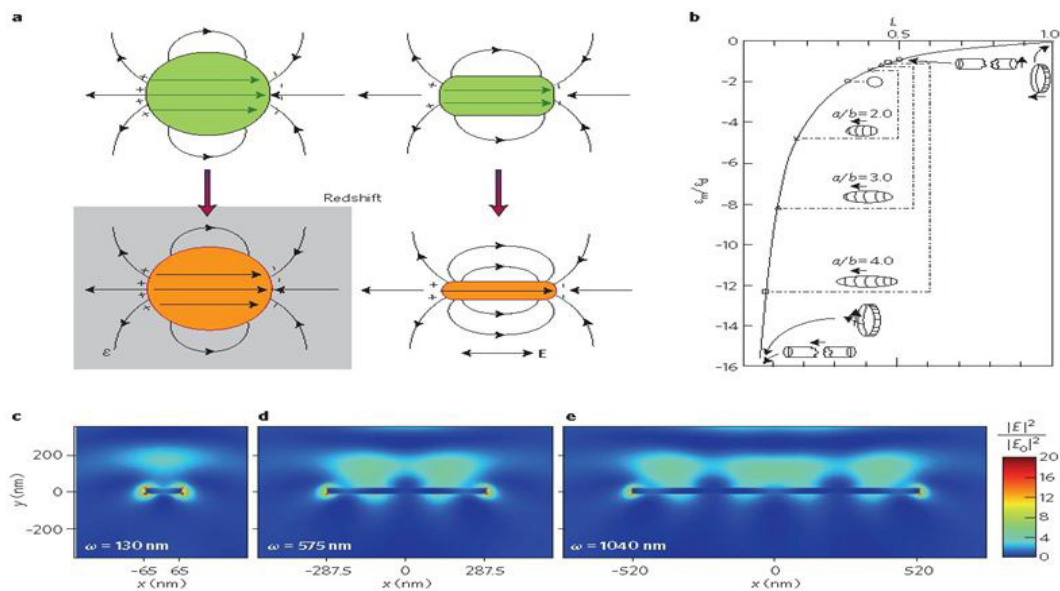 a
+ + + +
- - -
+ +
-
Redshift
+ + + +
- - -
ε
+ +
-
E
b
L
0.5
1.0
0
−2
−4
−6
−8
−10
−12
−14
−16
εm/εd
a/b=2.0
a/b=3.0
a/b=4.0
c
d
e
y (nm)
200
0
−200
ω = 130 nm
ω = 575 nm
ω = 1040 nm
−65 65
x (nm)
−287.5 0 287.5
x (nm)
−520 0 520
x (nm)
|E|²
|E₀|²
20
16
12
8
4
0